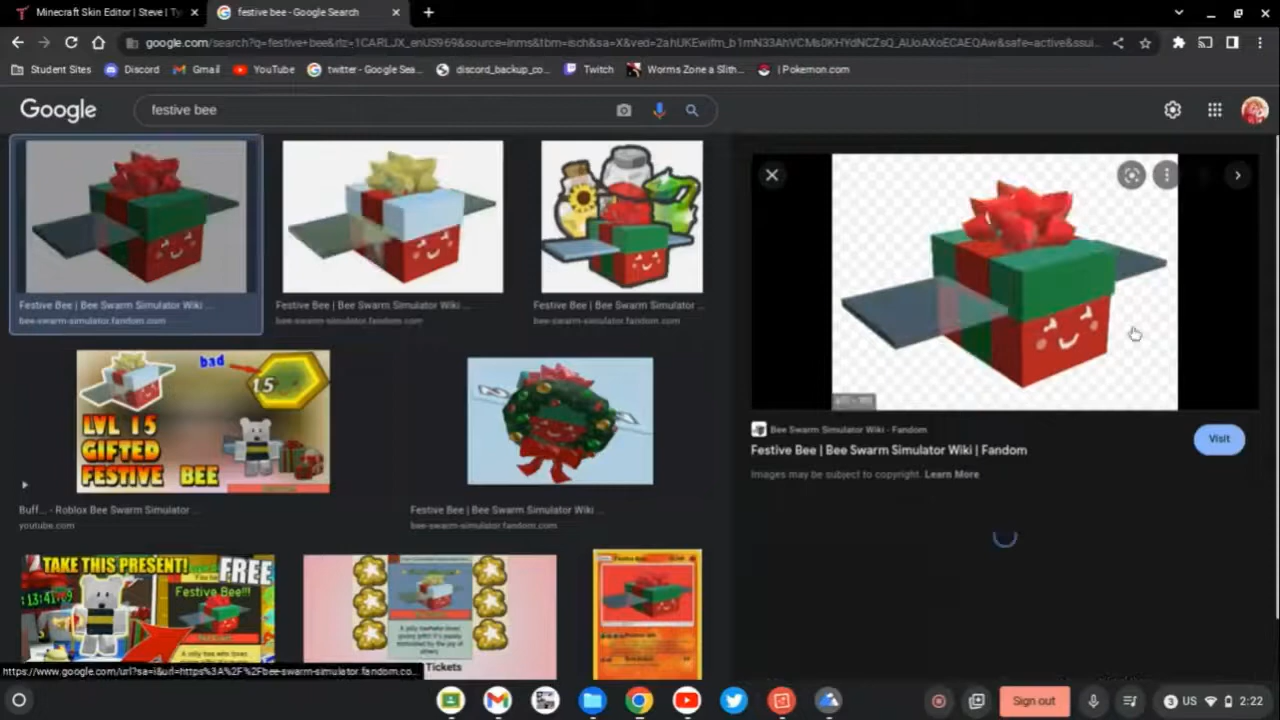 Minecraft Skin Editor | Steve | Ty
festive bee - Google Search
google.com/search?q=festive+bee&rlz=1CARLJX_enUS969&source=lnms&tbm=isch&sa=X&ved=
Student Sites
Discord
Gmail
YouTube
twitter - Google Sea...
discord_backup_co...
Twitch
Worms Zone a Slith...
| Pokemon.com
Google
festive bee
Festive Bee | Bee Swarm Simulator Wiki ...
bee-swarm-simulator.fandom.com
Festive Bee | Bee Swarm Simulator Wiki ...
bee-swarm-simulator.fandom.com
Festive Bee | Bee Swarm Simulator ...
bee-swarm-simulator.fandom.com
Bee Swarm Simulator Wiki - Fandom
Festive Bee | Bee Swarm Simulator Wiki | Fandom
Visit
Images may be subject to copyright. Learn More
bad
15
LVL 15
GIFTED
FESTIVE BEE
Buff... - Roblox Bee Swarm Simulator ...
youtube.com
Festive Bee | Bee Swarm Simulator Wiki ...
bee-swarm-simulator.fandom.com
TAKE THIS PRESENT!
FREE
Festive Bee!!!
Tickets
Festive Bee
https://www.google.com/url?sa=i&url=https%3A%2F%2Fbee-swarm-simulator.fandom.co...
Sign out
3 US 2:22